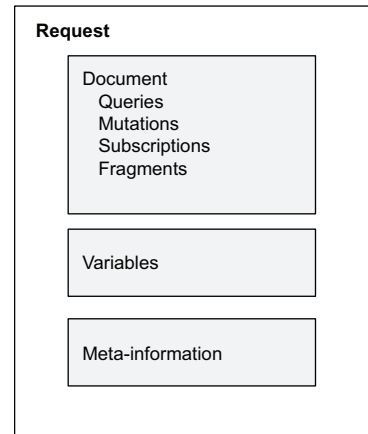 Request
Document
Queries
Mutations
Subscriptions
Fragments
Variables
Meta-information